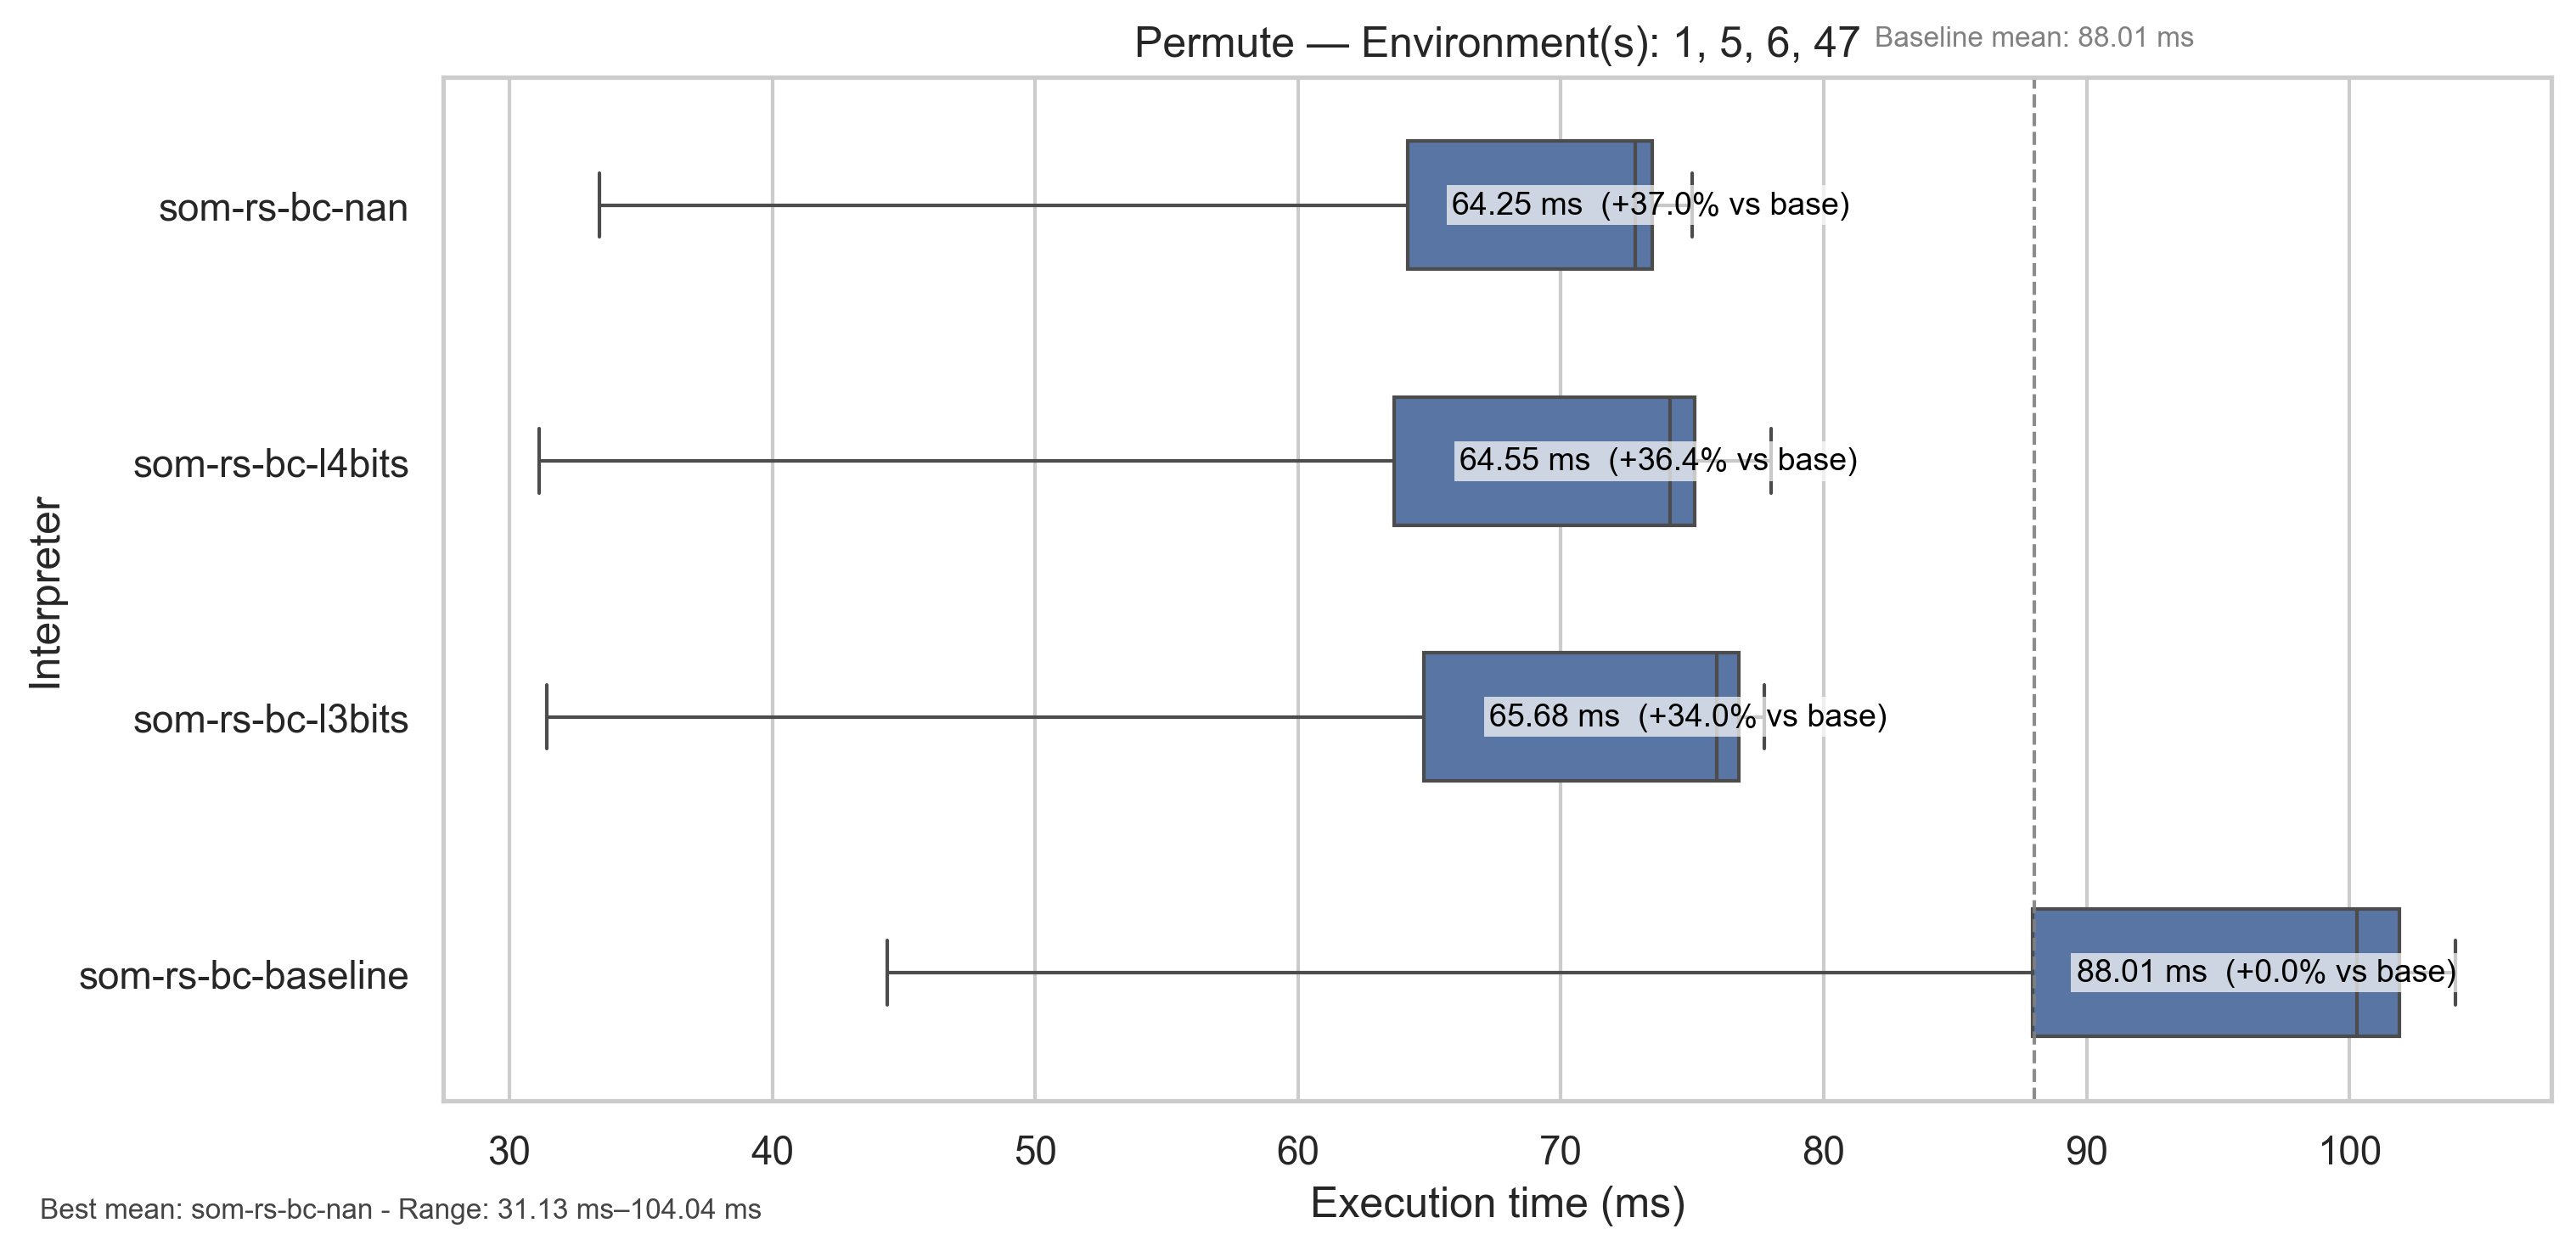 Permute — Environment(s): 1, 5, 6, 47
Baseline mean: 88.01 ms
Interpreter
som-rs-bc-nan
64.25 ms  (+37.0% vs base)
som-rs-bc-l4bits
64.55 ms  (+36.4% vs base)
som-rs-bc-l3bits
65.68 ms  (+34.0% vs base)
som-rs-bc-baseline
88.01 ms  (+0.0% vs base)
30 40 50 60 70 80 90 100
Execution time (ms)
Best mean: som-rs-bc-nan - Range: 31.13 ms–104.04 ms